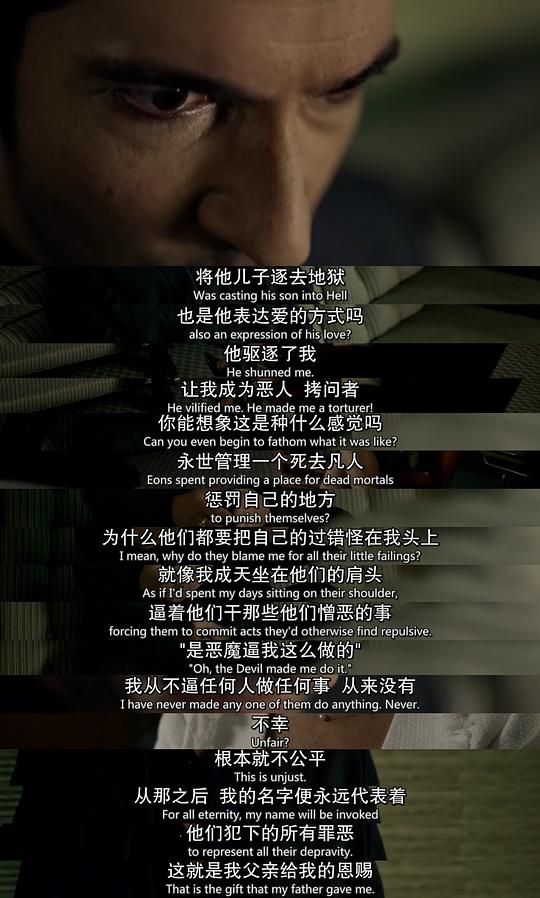 将他儿子逐去地狱
Was casting his son into Hell
也是他表达爱的方式吗
also an expression of his love?
他驱逐了我
He shunned me.
让我成为恶人 拷问者
He vilified me. He made me a torturer!
你能想象这是种什么感觉吗
Can you even begin to fathom what it was like?
永世管理一个死去凡人
Eons spent providing a place for dead mortals
惩罚自己的地方
to punish themselves?
为什么他们都要把自己的过错怪在我头上
I mean, why do they blame me for all their little failings?
就像我成天坐在他们的肩头
As if I'd spent my days sitting on their shoulder,
逼着他们干那些他们憎恶的事
forcing them to commit acts they'd otherwise find repulsive.
"是恶魔逼我这么做的"
"Oh, the Devil made me do it."
我从不逼任何人做任何事 从来没有
I have never made any one of them do anything. Never.
不幸
Unfair?
根本就不公平
This is unjust.
从那之后 我的名字便永远代表着
For all eternity, my name will be invoked
他们犯下的所有罪恶
to represent all their depravity.
这就是我父亲给我的恩赐
That is the gift that my father gave me.